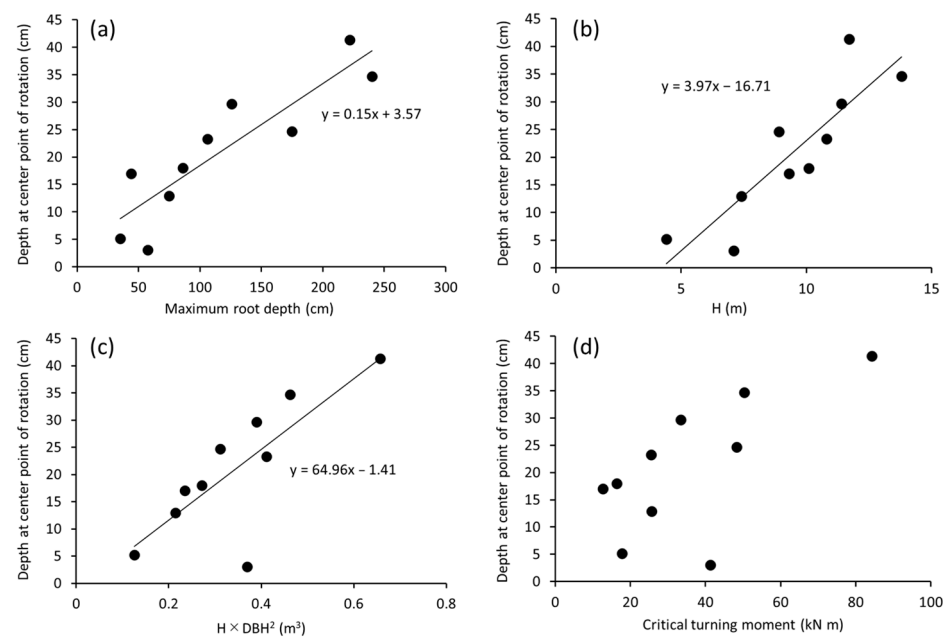 (a)
Depth at center point of rotation (cm)
45
40
35
30
25
20
15
10
5
0
y = 0.15x + 3.57
0 50 100 150 200 250 300
Maximum root depth (cm)
(b)
Depth at center point of rotation (cm)
45
40
35
30
25
20
15
10
5
0
y = 3.97x − 16.71
0 5 10 15
H (m)
(c)
Depth at center point of rotation (cm)
45
40
35
30
25
20
15
10
5
0
y = 64.96x − 1.41
0 0.2 0.4 0.6 0.8
H × DBH² (m³)
(d)
Depth at center point of rotation (cm)
45
40
35
30
25
20
15
10
5
0
0 20 40 60 80 100
Critical turning moment (kN m)